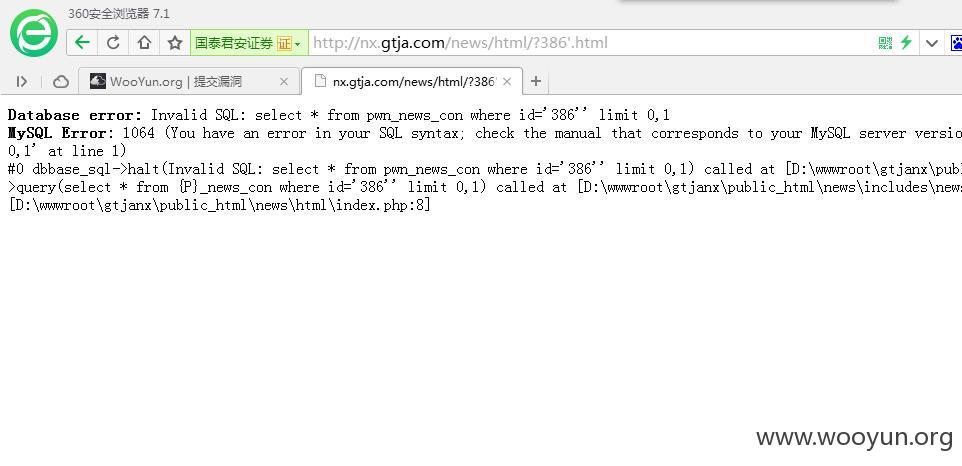 360安全浏览器 7.1
国泰君安证券 证 http://nx.gtja.com/news/html/?386'.html
WooYun.org | 提交漏洞 nx.gtja.com/news/html/?386'
Database error: Invalid SQL: select * from pwn_news_con where id='386'' limit 0,1
MySQL Error: 1064 (You have an error in your SQL syntax; check the manual that corresponds to your MySQL server versio
0,1' at line 1)
#0 dbbase_sql->halt(Invalid SQL: select * from pwn_news_con where id='386'' limit 0,1) called at [D:\wwwroot\gtjanx\publ
>query(select * from {P}_news_con where id='386'' limit 0,1) called at [D:\wwwroot\gtjanx\public_html\news\includes\news
[D:\wwwroot\gtjanx\public_html\news\html\index.php:8]
www.wooyun.org